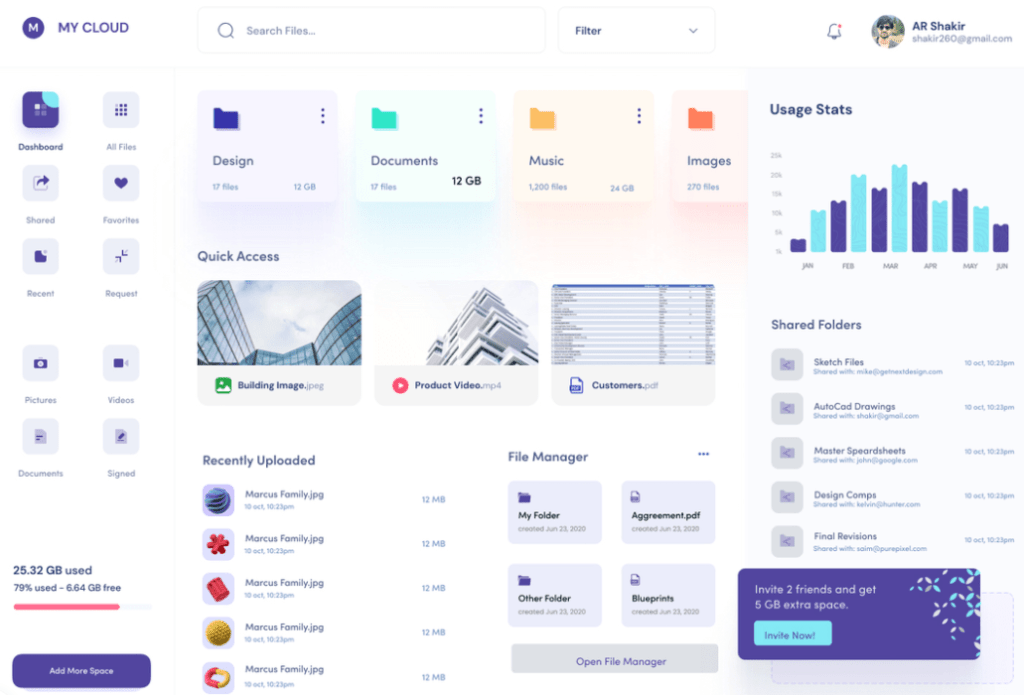 M MY CLOUD
Search Files...
Filter
AR Shakir
shakir260@gmail.com
Dashboard
All Files
Shared
Favorites
Recent
Request
Pictures
Videos
Documents
Signed
25.32 GB used
79% used - 6.64 GB free
Add More Space
Design
17 files 12 GB
Documents
17 files 12 GB
Music
1,200 files 24 GB
Images
270 files
Quick Access
Building Image.jpeg
Product Video.mp4
Customers.pdf
Recently Uploaded
Marcus Family.jpg
10 oct, 10:23pm
12 MB
Marcus Family.jpg
10 oct, 10:23pm
12 MB
Marcus Family.jpg
10 oct, 10:23pm
12 MB
Marcus Family.jpg
10 oct, 10:23pm
12 MB
Marcus Family.jpg
10 oct, 10:23pm
12 MB
File Manager
My Folder
created Jun 23, 2020
Aggreement.pdf
created Jun 23, 2020
Other Folder
created Jun 23, 2020
Blueprints
created Jun 23, 2020
Open File Manager
Usage Stats
25k
20k
15k
10k
5k
1k
JAN FEB MAR APR MAY JUN
Shared Folders
Sketch Files
Shared with: mike@getnextdesign.com
10 oct, 10:23pm
AutoCad Drawings
Shared with: shakir@gmail.com
10 oct, 10:23pm
Master Speardsheets
Shared with: john@google.com
10 oct, 10:23pm
Design Comps
Shared with: kelvin@hunter.com
10 oct, 10:23pm
Final Revisions
Shared with: saim@purepixel.com
10 oct, 10:23pm
Invite 2 friends and get
5 GB extra space.
Invite Now!